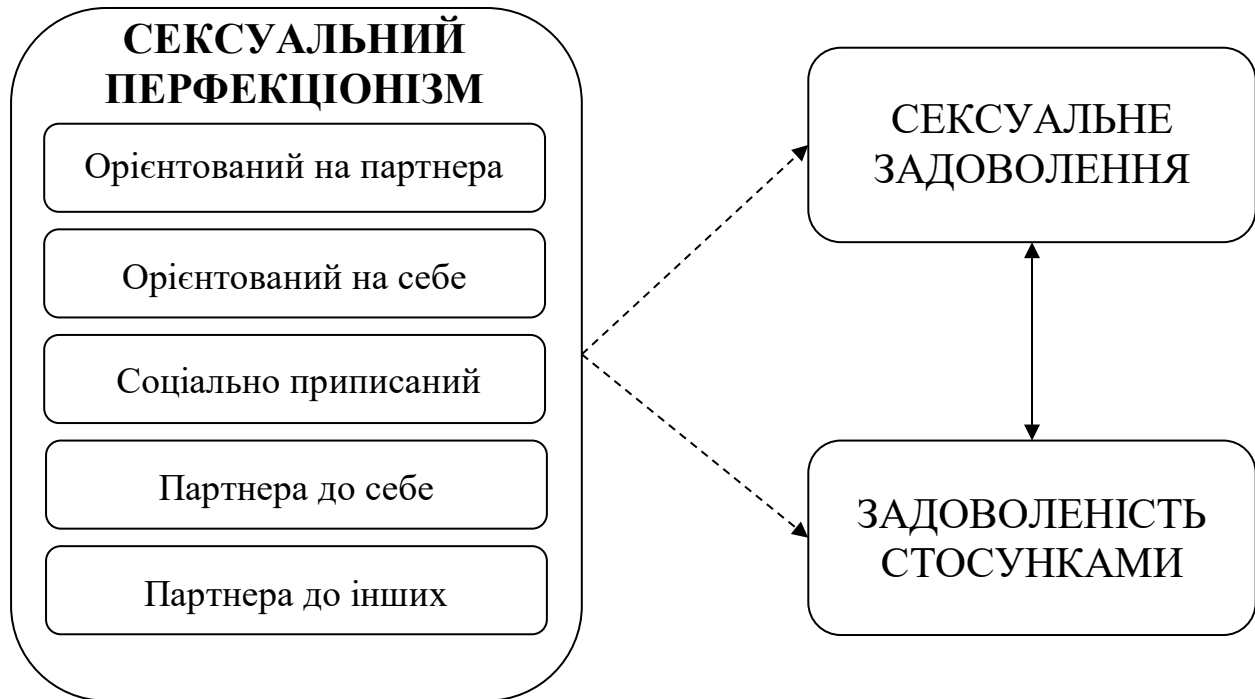 СЕКСУАЛЬНИЙ
ПЕРФЕКЦІОНІЗМ
Орієнтований на партнера
Орієнтований на себе
Соціально приписаний
Партнера до себе
Партнера до інших
СЕКСУАЛЬНЕ
ЗАДОВОЛЕННЯ
ЗАДОВОЛЕНІСТЬ
СТОСУНКАМИ